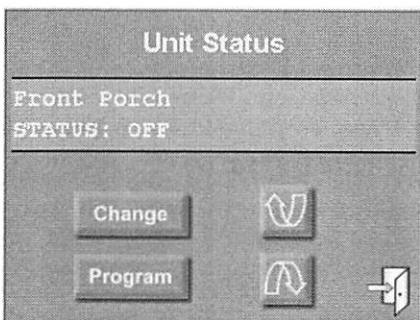 Unit Status
Front Porch
STATUS: OFF
Change
Program